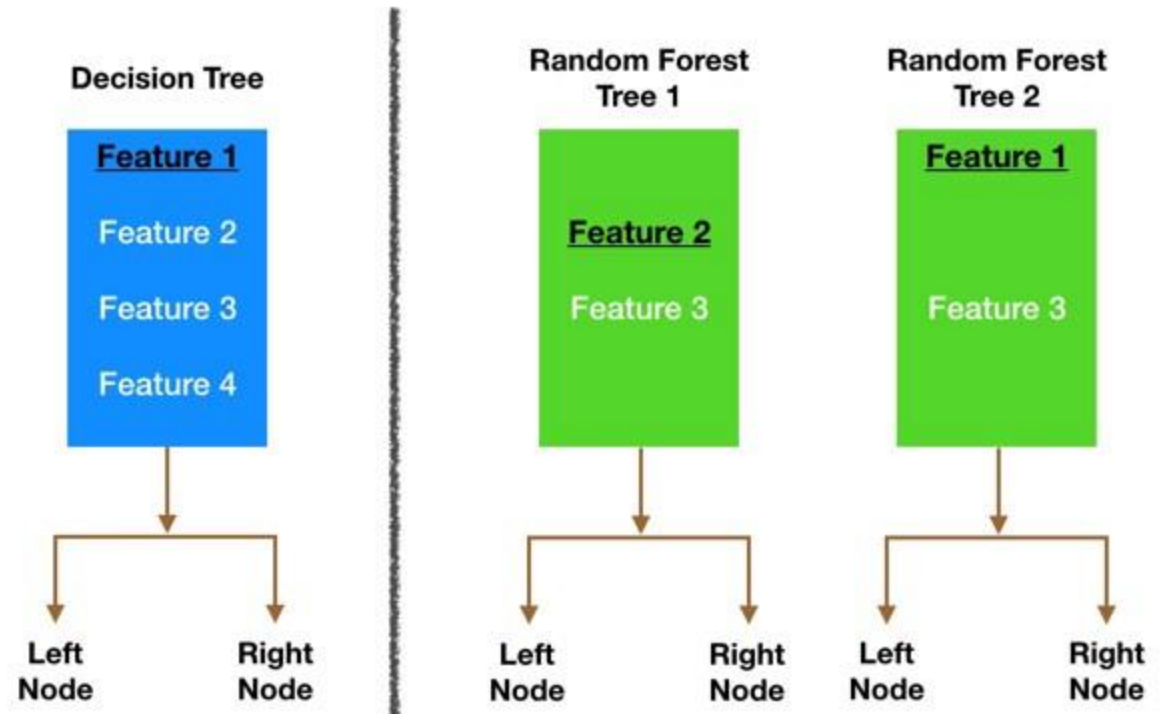 Decision Tree
Feature 1
Feature 2
Feature 3
Feature 4
Left
Node
Right
Node
Random Forest
Tree 1
Feature 2
Feature 3
Left
Node
Right
Node
Random Forest
Tree 2
Feature 1
Feature 3
Left
Node
Right
Node